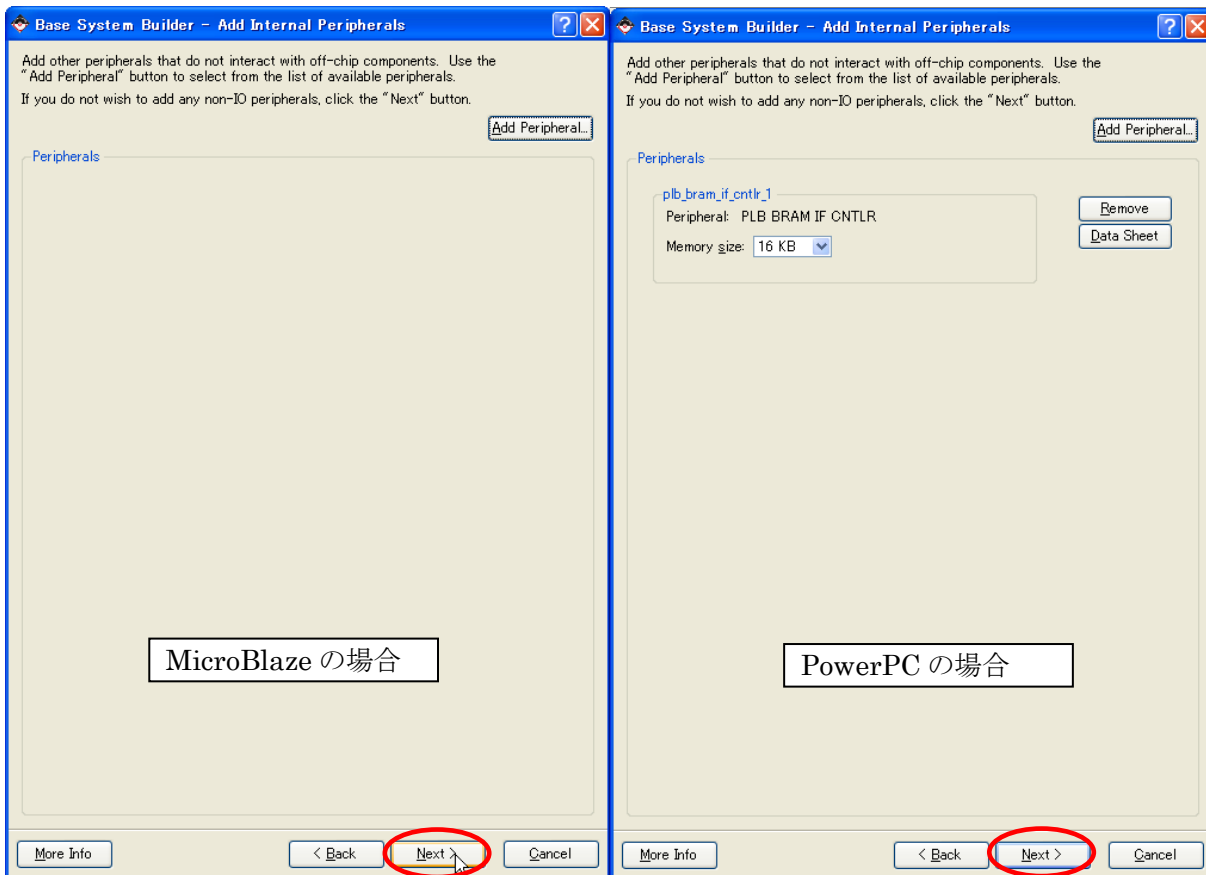 Base System Builder - Add Internal Peripherals
Add other peripherals that do not interact with off-chip components. Use the
"Add Peripheral" button to select from the list of available peripherals.
If you do not wish to add any non-IO peripherals, click the "Next" button.
Add Peripheral...
Peripherals
MicroBlaze の場合
More Info
< Back
Next >
Cancel
Base System Builder - Add Internal Peripherals
Add other peripherals that do not interact with off-chip components. Use the
"Add Peripheral" button to select from the list of available peripherals.
If you do not wish to add any non-IO peripherals, click the "Next" button.
Add Peripheral...
Peripherals
plb_bram_if_cntlr_1
Peripheral: PLB BRAM IF CNTLR
Memory size: 16 KB
Remove
Data Sheet
PowerPC の場合
More Info
< Back
Next >
Cancel